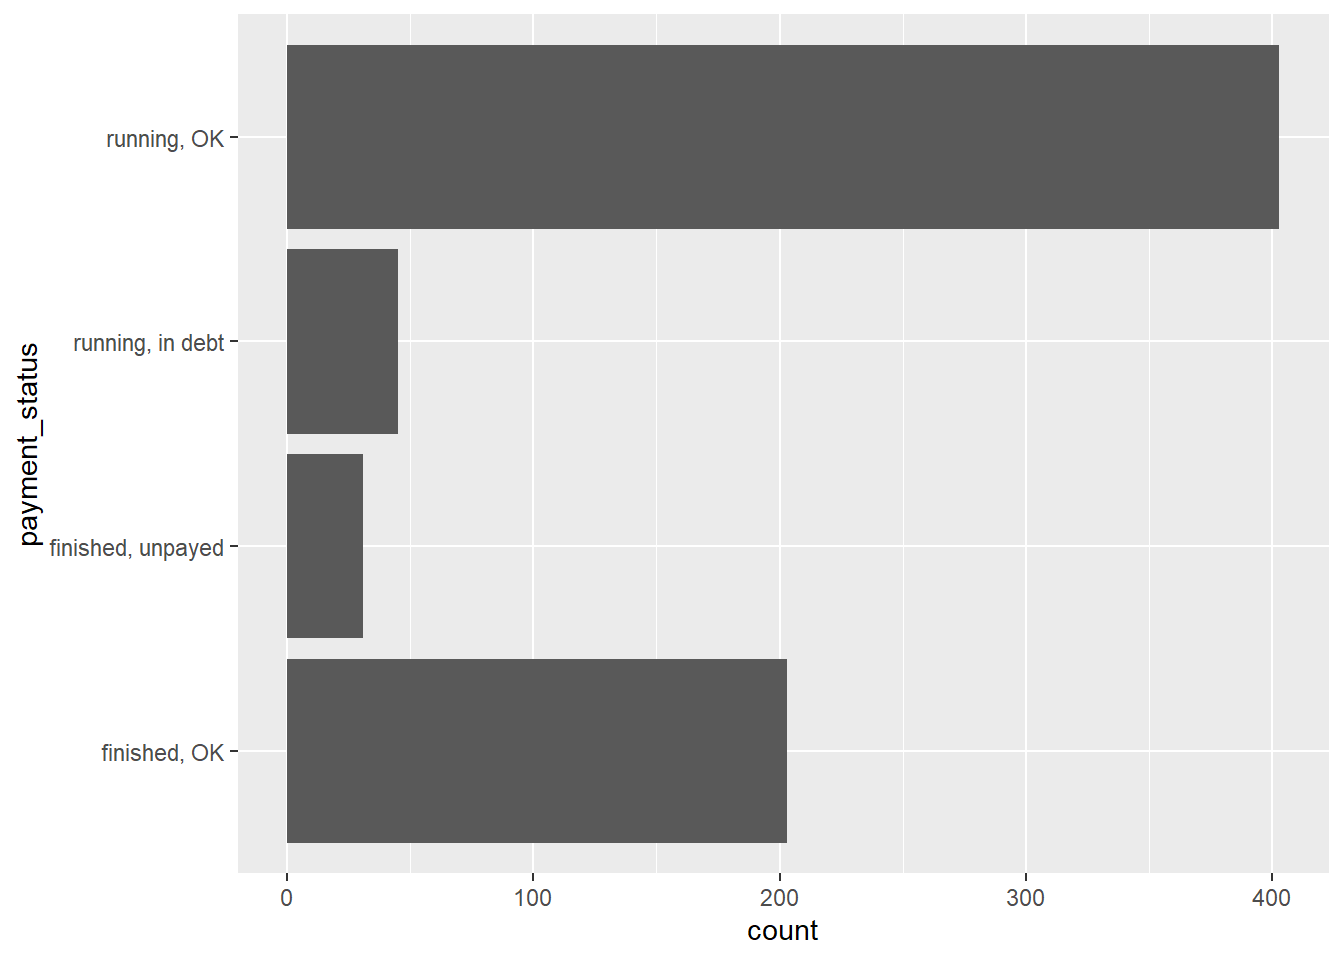 running, OK
running, in debt
finished, unpayed
finished, OK
payment_status
0 100 200 300 400
count